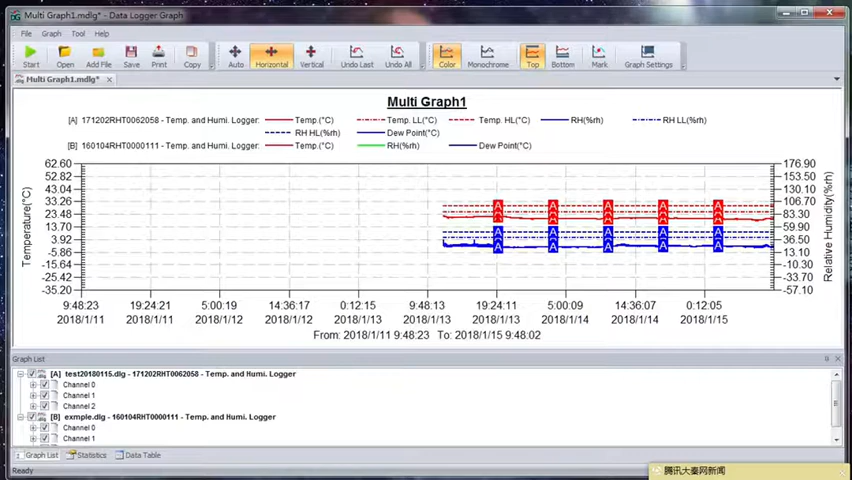 Multi Graph1.mdlg* - Data Logger Graph
File Graph Tool Help
Start Open Add File Save Print Copy Auto Horizontal Vertical Undo Last Undo All Color Monochrome Top Bottom Mark Graph Settings
Multi Graph1.mdlg*
Multi Graph1
[A] 171202RHT0062058 - Temp. and Humi. Logger: Temp.(°C) Temp. LL(°C) Temp. HL(°C) RH(%rh) RH LL(%rh)
RH HL(%rh) Dew Point(°C)
[B] 160104RHT0000111 - Temp. and Humi. Logger: Temp.(°C) RH(%rh) Dew Point(°C)
62.60 176.90
52.82 153.50
43.04 130.10
33.26 A A A A A 106.70
23.48 A A A A A 83.30
13.70 59.90
3.92 A A A A A 36.50
-5.86 A A A A A 13.10
-15.64 -10.30
-25.42 -33.70
-35.20 -57.10
Temperature(°C)
Relative Humidity(%rh)
9:48:23 19:24:21 5:00:19 14:36:17 0:12:15 9:48:13 19:24:11 5:00:09 14:36:07 0:12:05
2018/1/11 2018/1/11 2018/1/12 2018/1/12 2018/1/13 2018/1/13 2018/1/13 2018/1/14 2018/1/14 2018/1/15
From: 2018/1/11 9:48:23 To: 2018/1/15 9:48:02
Graph List
[A] test20180115.dlg - 171202RHT0062058 - Temp. and Humi. Logger
Channel 0
Channel 1
Channel 2
[B] exmple.dlg - 160104RHT0000111 - Temp. and Humi. Logger
Channel 0
Channel 1
Graph List Statistics Data Table
Ready
腾讯大秦网新闻